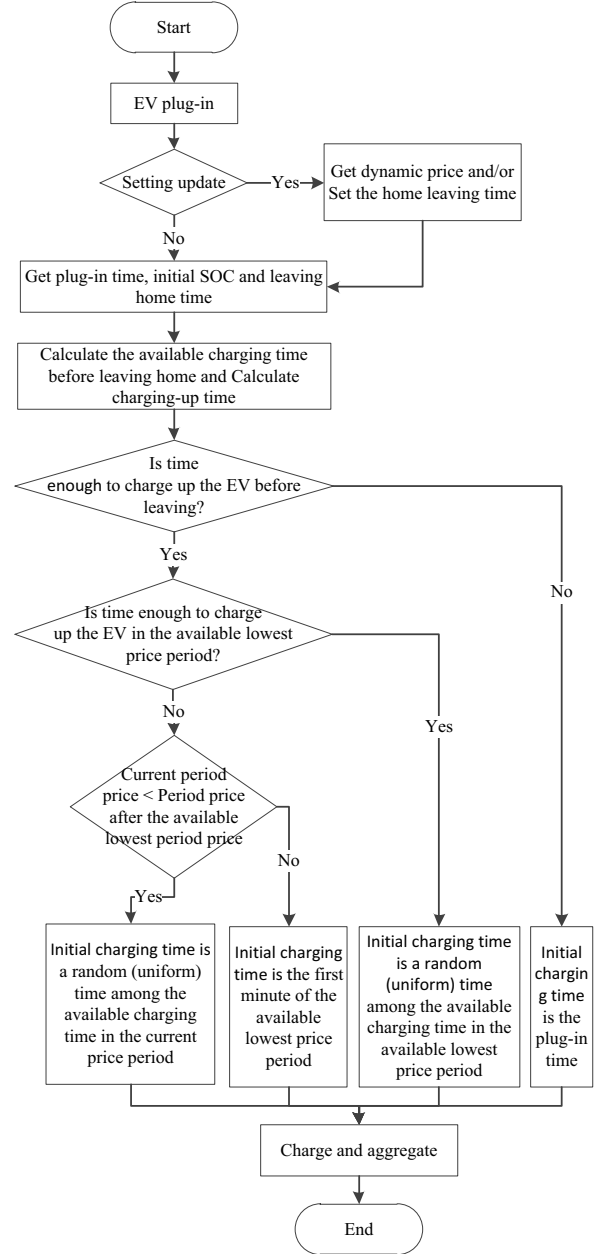 Start
EV plug-in
Setting update
Yes
Get dynamic price and/or
Set the home leaving time
No
Get plug-in time, initial SOC and leaving
home time
Calculate the available charging time
before leaving home and Calculate
charging-up time
Is time
enough to charge up the EV before
leaving?
Yes
No
Is time enough to charge
up the EV in the available lowest
price period?
No
Yes
Current period
price < Period price
after the available
lowest period price
No
Yes
Initial charging time is
a random (uniform)
time among the
available charging
time in the current
price period
Initial charging
time is the first
minute of the
available
lowest price
period
Initial charging time
is a random
(uniform) time
among the available
charging time in the
available lowest
price period
Initial
chargin
g time
is the
plug-in
time
Charge and aggregate
End